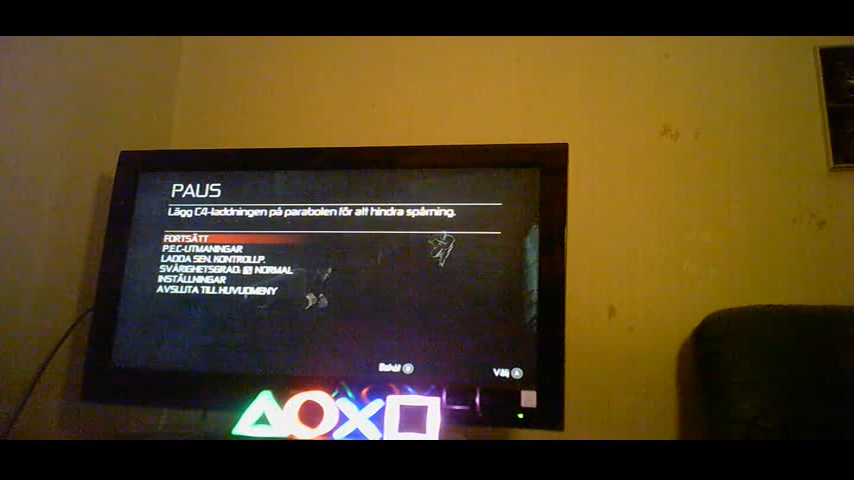 PAUS
Lägg C4-laddningen på parabolen för att hindra spårning.
FORTSÄTT
P.E.C-UTMANINGAR
LADDA SEN. KONTROLLP.
SVÅRIGHETSGRAD: NORMAL
INSTÄLLNINGAR
AVSLUTA TILL HUVUDMENY
Bakåt B
Välj A